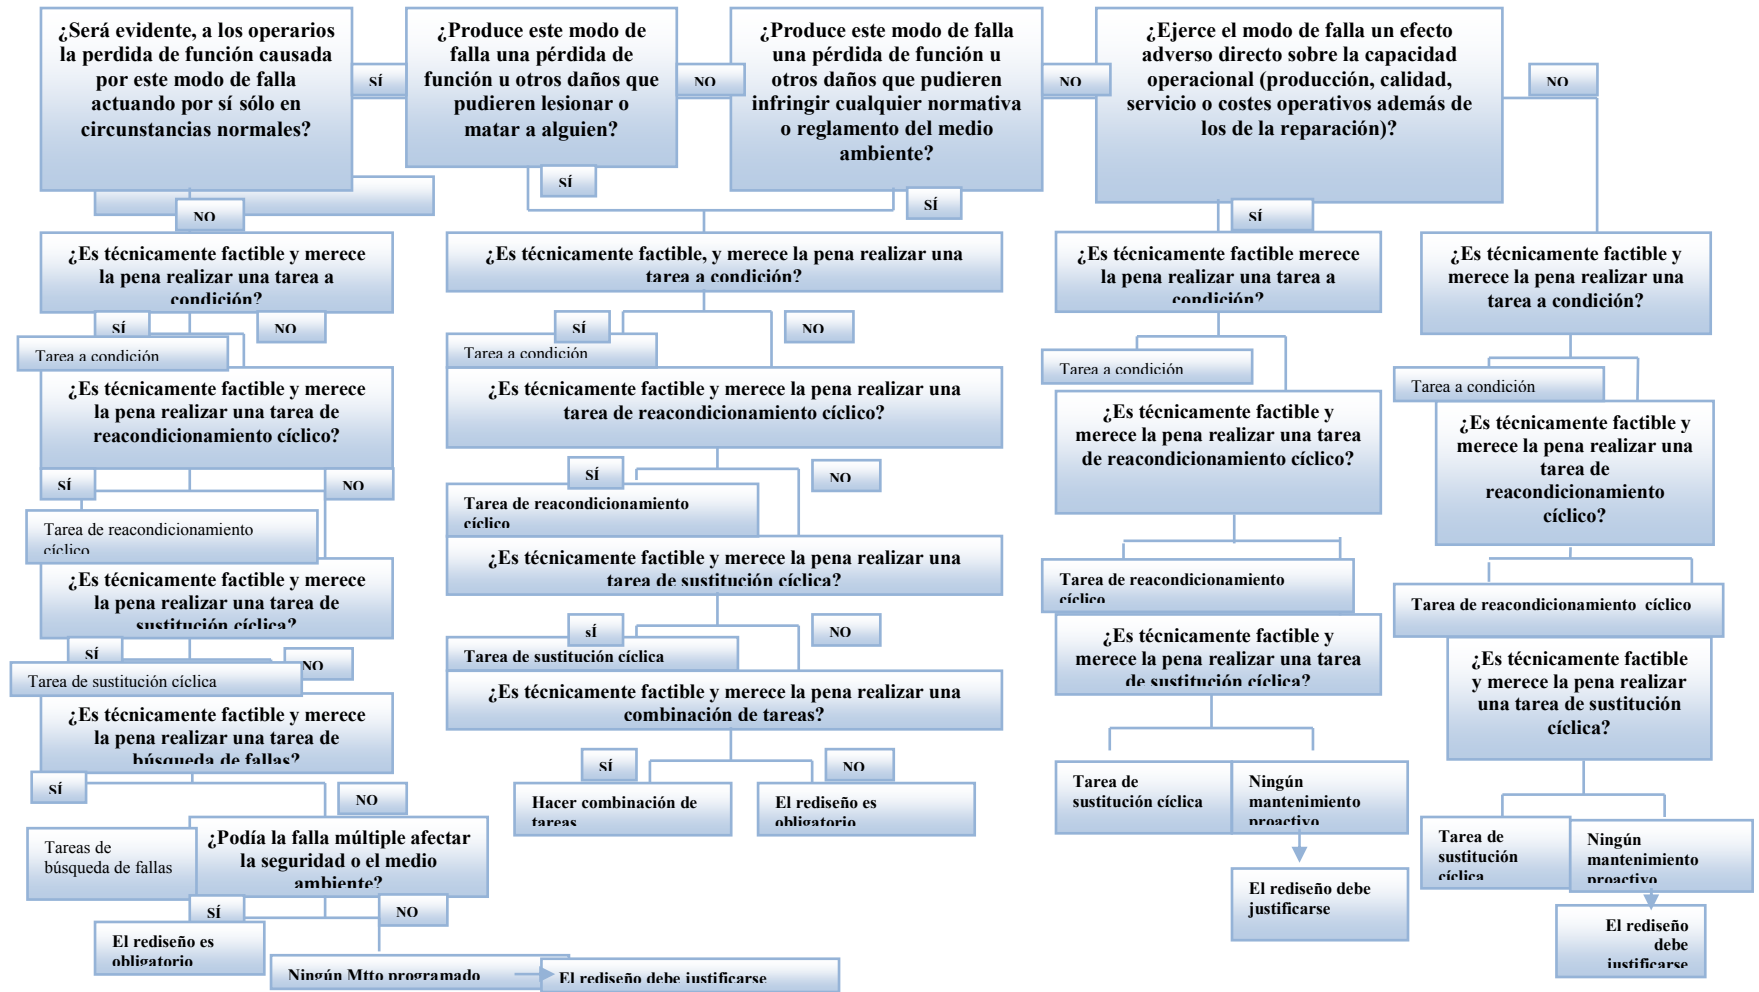 ¿Será evidente, a los operarios
la perdida de función causada
por este modo de falla
actuando por sí sólo en
circunstancias normales?
SÍ
¿Produce este modo de
falla una pérdida de
función u otros daños que
pudieren lesionar o
matar a alguien?
NO
¿Produce este modo de falla
una pérdida de función u
otros daños que pudieren
infringir cualquier normativa
o reglamento del medio
ambiente?
NO
¿Ejerce el modo de falla un efecto
adverso directo sobre la capacidad
operacional (producción, calidad,
servicio o costes operativos además de
los de la reparación)?
NO
NO
SÍ
SÍ
SÍ
¿Es técnicamente factible y merece
la pena realizar una tarea a
condición?
SÍ
NO
Tarea a condición
¿Es técnicamente factible y merece
la pena realizar una tarea de
reacondicionamiento cíclico?
SÍ
NO
Tarea de reacondicionamiento
cíclico
¿Es técnicamente factible y merece
la pena realizar una tarea de
sustitución cíclica?
SÍ
NO
Tarea de sustitución cíclica
¿Es técnicamente factible y merece
la pena realizar una tarea de
búsqueda de fallas?
SÍ
NO
Tareas de
búsqueda de fallas
¿Podía la falla múltiple afectar
la seguridad o el medio
ambiente?
SÍ
NO
El rediseño es
obligatorio
Ningún Mtto programado
El rediseño debe justificarse
¿Es técnicamente factible, y merece la pena realizar una
tarea a condición?
SÍ
NO
Tarea a condición
¿Es técnicamente factible y merece la pena realizar una
tarea de reacondicionamiento cíclico?
SÍ
NO
Tarea de reacondicionamiento
cíclico
¿Es técnicamente factible y merece la pena realizar una
tarea de sustitución cíclica?
sÍ
NO
Tarea de sustitución cíclica
¿Es técnicamente factible y merece la pena realizar una
combinación de tareas?
SÍ
NO
Hacer combinación de
tareas
El rediseño es
obligatorio
¿Es técnicamente factible merece
la pena realizar una tarea a
condición?
Tarea a condición
¿Es técnicamente factible y
merece la pena realizar una tarea
de reacondicionamiento cíclico?
Tarea de reacondicionamiento
cíclico
¿Es técnicamente factible y
merece la pena realizar una tarea
de sustitución cíclica?
Tarea de
sustitución cíclica
Ningún
mantenimiento
proactivo
El rediseño debe
justificarse
¿Es técnicamente factible y
merece la pena realizar una
tarea a condición?
Tarea a condición
¿Es técnicamente factible y
merece la pena realizar una
tarea de
reacondicionamiento
cíclico?
Tarea de reacondicionamiento cíclico
¿Es técnicamente factible
y merece la pena realizar
una tarea de sustitución
cíclica?
Tarea de
sustitución
cíclica
Ningún
mantenimiento
proactivo
El rediseño
debe
justificarse